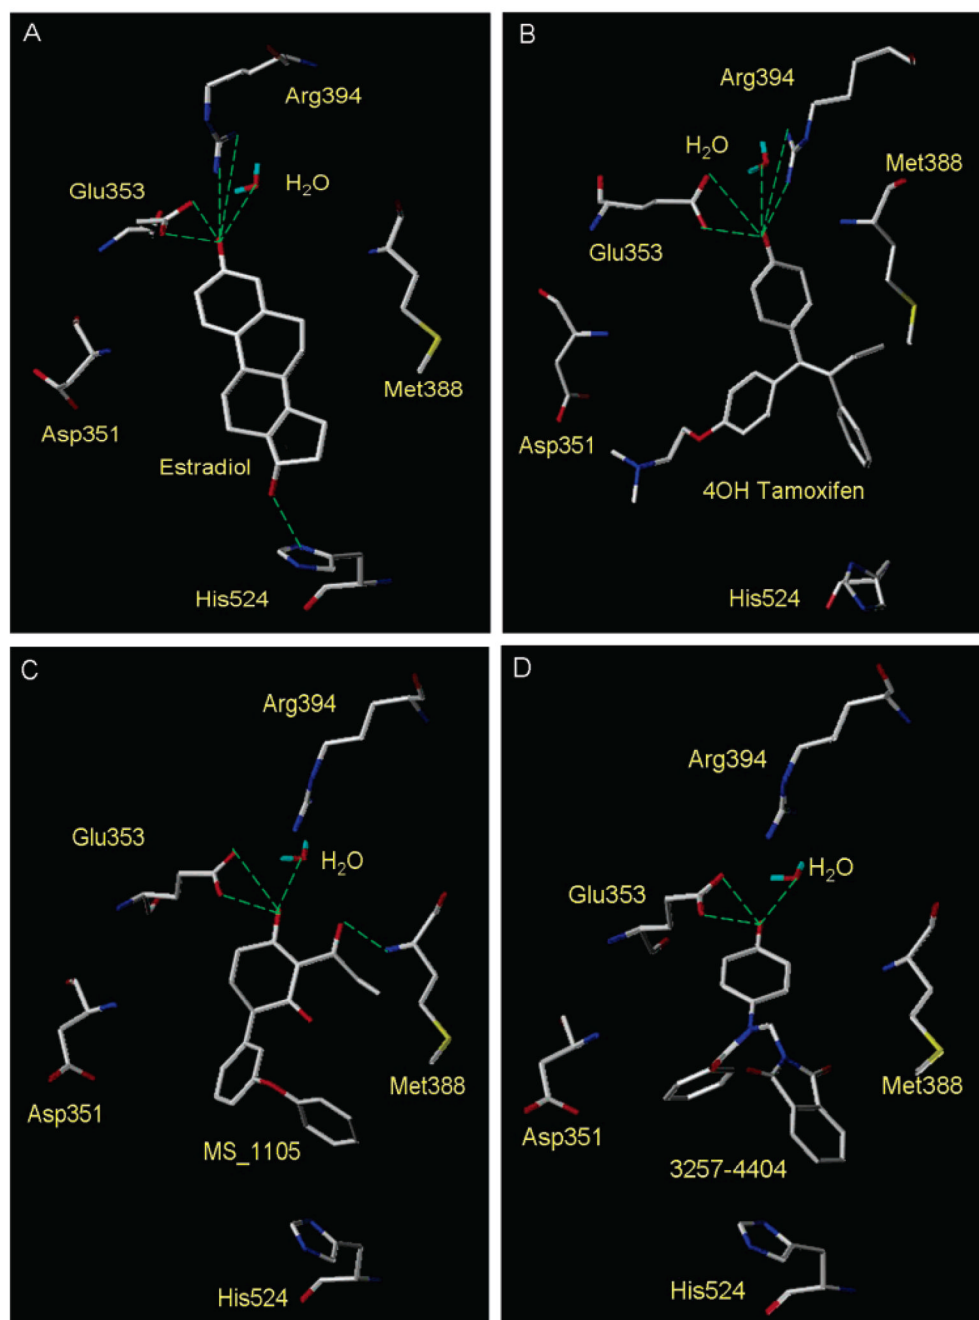 A
Arg394
H₂O
Glu353
Met388
Asp351
Estradiol
His524
B
Arg394
H₂O
Met388
Glu353
Asp351
4OH Tamoxifen
His524
C
Arg394
Glu353
H₂O
Met388
Asp351
MS_1105
His524
D
Arg394
H₂O
Glu353
Met388
Asp351
3257-4404
His524